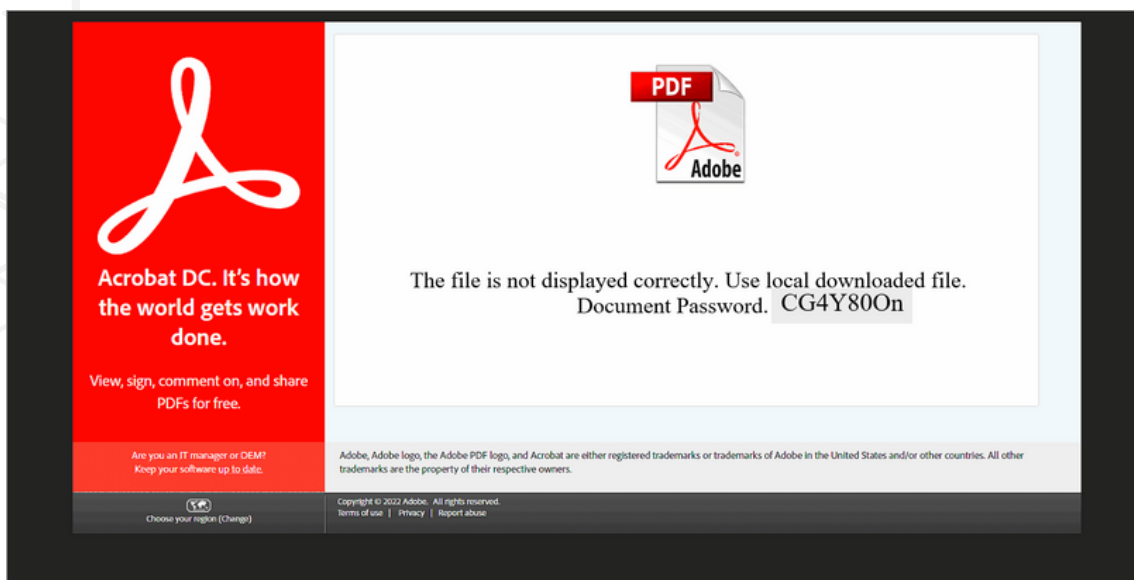 Acrobat DC. It's how
the world gets work
done.
View, sign, comment on, and share
PDFs for free.
Are you an IT manager or OEM?
Keep your software up to date.
Choose your region (Change)
PDF
Adobe
The file is not displayed correctly. Use local downloaded file.
Document Password. CG4Y80On
Adobe, Adobe logo, the Adobe PDF logo, and Acrobat are either registered trademarks or trademarks of Adobe in the United States and/or other countries. All other
trademarks are the property of their respective owners.
Copyright © 2022 Adobe. All rights reserved.
Terms of use | Privacy | Report abuse